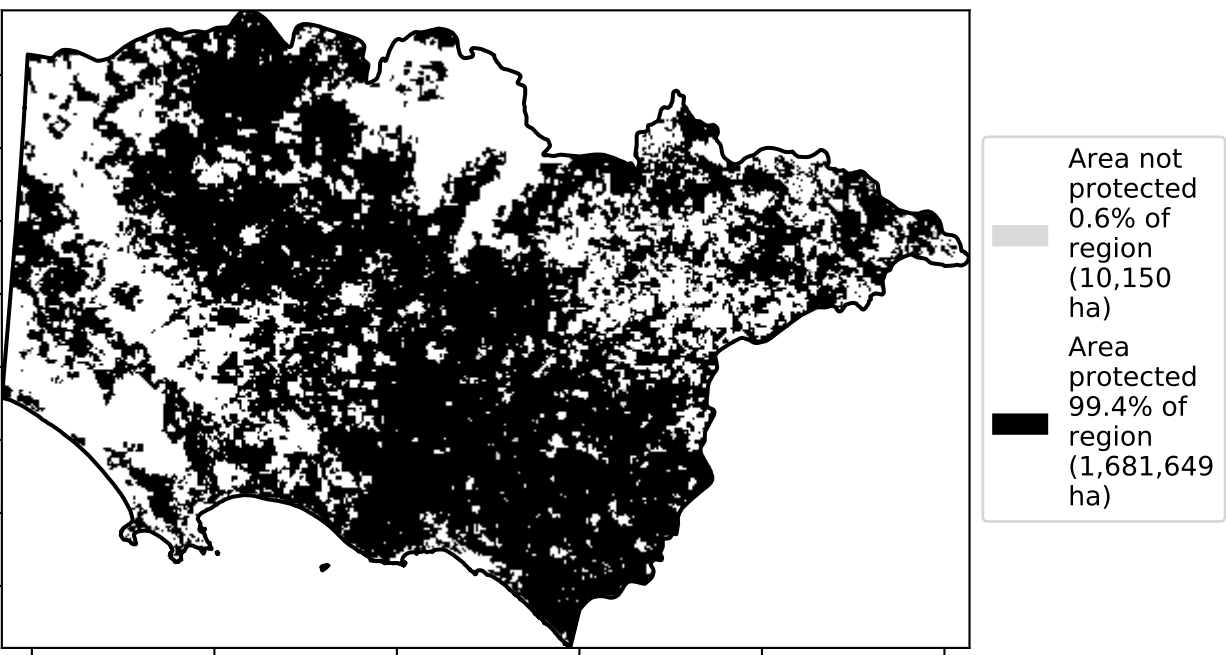 Area not
protected
0.6% of
region
(10,150
ha)
Area
protected
99.4% of
region
(1,681,649
ha)